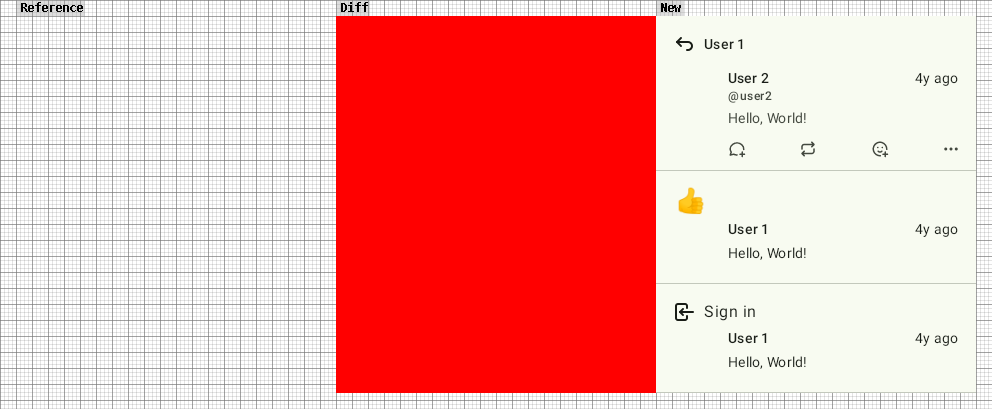 Reference
Diff
New
User 1
User 2 4y ago
@user2
Hello, World!
User 1 4y ago
Hello, World!
Sign in
User 1 4y ago
Hello, World!